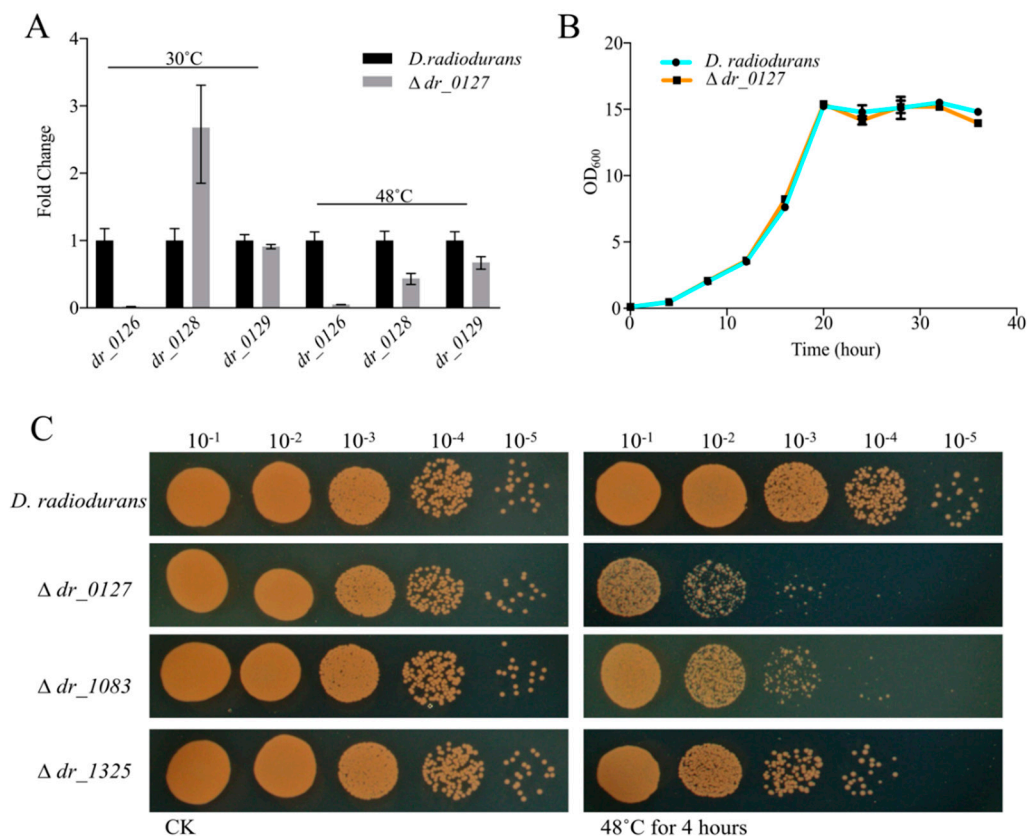 A
Fold Change
4
3
2
1
0
30˚C
48˚C
D.radiodurans
Δ dr_0127
dr_0126
dr_0128
dr_0129
dr_0126
dr_0128
dr_0129
B
OD600
20
15
10
5
0
D. radiodurans
Δ dr_0127
0
10
20
30
40
Time (hour)
C
10-1 10-2 10-3 10-4 10-5
10-1 10-2 10-3 10-4 10-5
D. radiodurans
Δ dr_0127
Δ dr_1083
Δ dr_1325
CK
48˚C for 4 hours